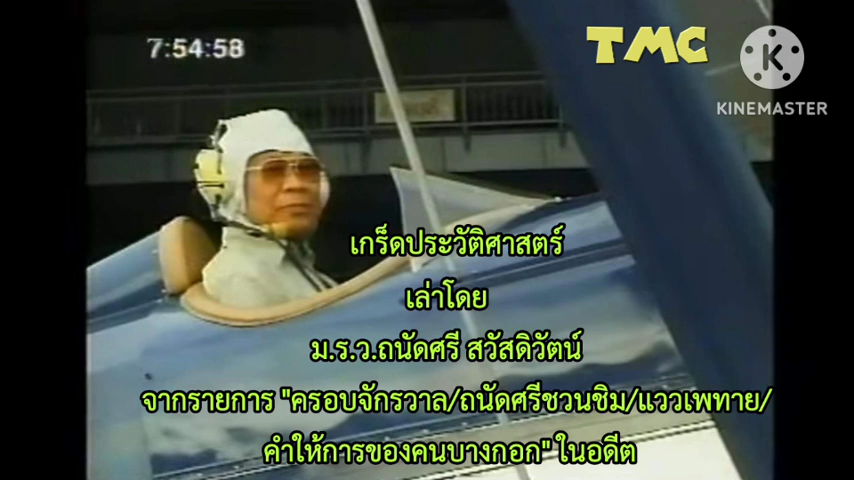 7:54:58
TMC
KINEMASTER
เกร็ดประวัติศาสตร์
เล่าโดย
ม.ร.ว.ถนัดศรี สวัสดิวัตน์
จากรายการ "ครอบจักรวาล/ถนัดศรีชวนชิม/แววเพทาย/
คำให้การของคนบางกอก" ในอดีต